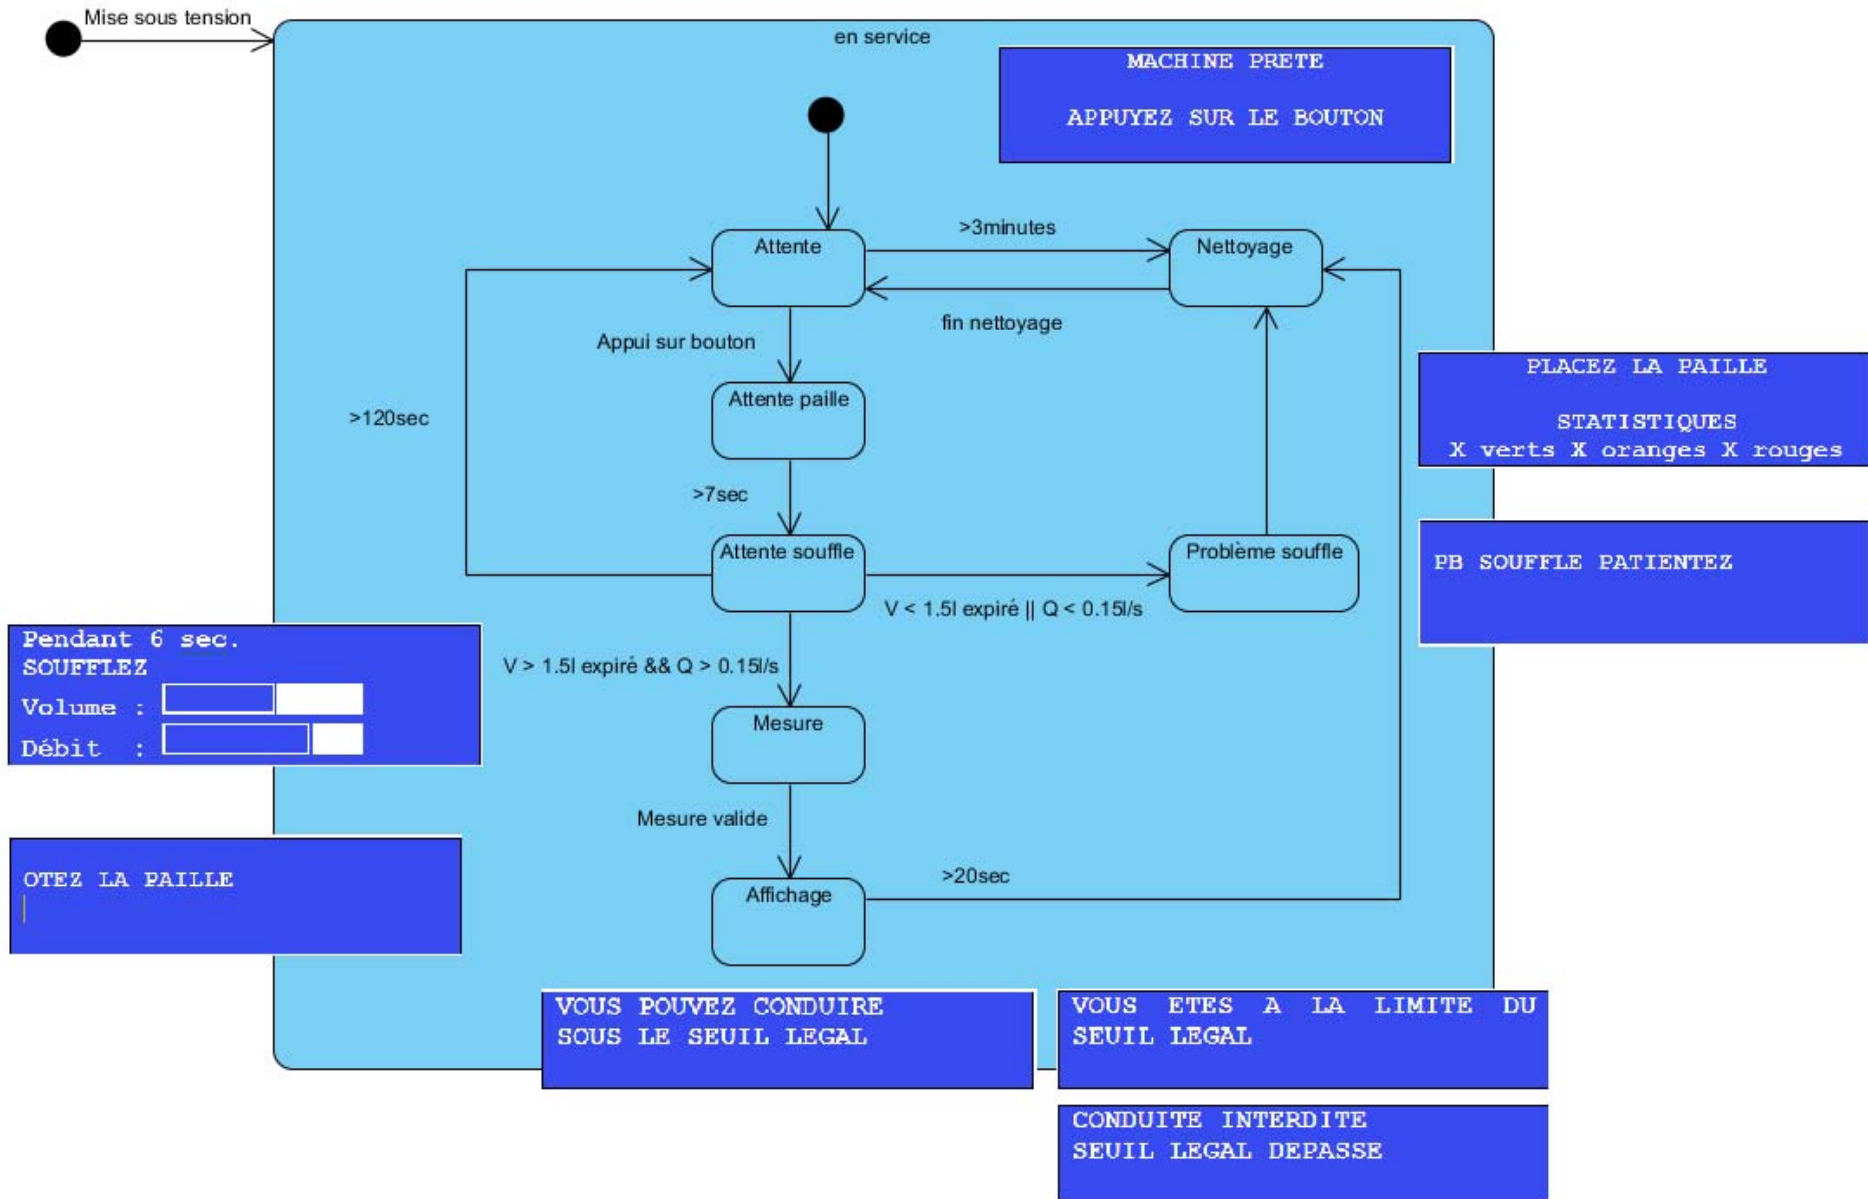 Mise sous tension
en service
MACHINE PRETE
APPUYEZ SUR LE BOUTON
Attente
>3minutes
Nettoyage
fin nettoyage
Appui sur bouton
Attente paille
>120sec
PLACEZ LA PAILLE
STATISTIQUES
X verts X oranges X rouges
>7sec
Attente souffle
Problème souffle
PB SOUFFLE PATIENTEZ
V < 1.5l expiré || Q < 0.15l/s
Pendant 6 sec.
SOUFFLEZ
Volume :
Débit :
V > 1.5l expiré && Q > 0.15l/s
Mesure
Mesure valide
OTEZ LA PAILLE
Affichage
>20sec
VOUS POUVEZ CONDUIRE
SOUS LE SEUIL LEGAL
VOUS ETES A LA LIMITE DU
SEUIL LEGAL
CONDUITE INTERDITE
SEUIL LEGAL DEPASSE